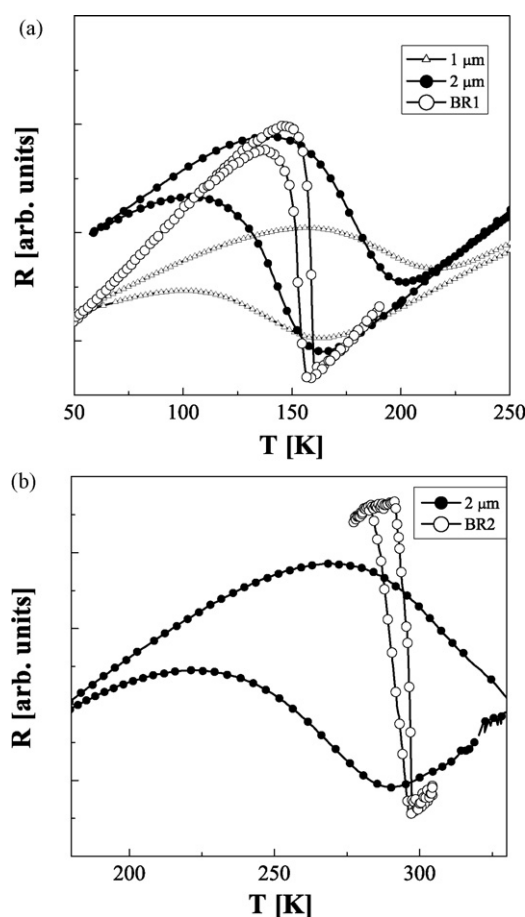 (a)
1 μm
2 μm
BR1
R [arb. units]
50 100 150 200 250
T [K]
(b)
2 μm
BR2
R [arb. units]
200 250 300
T [K]